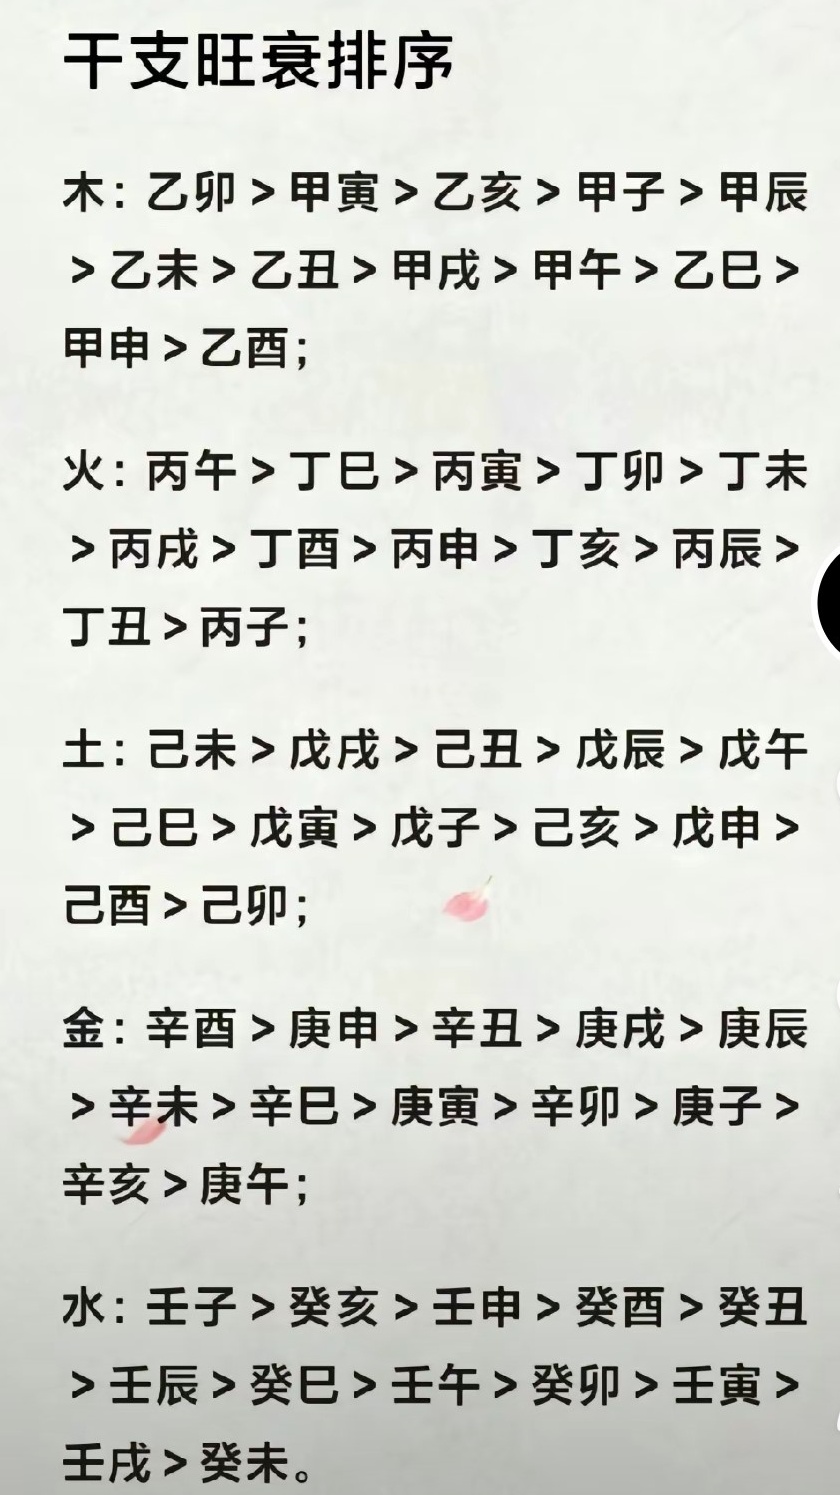 干支旺衰排序
木：乙卯 > 甲寅 > 乙亥 > 甲子 > 甲辰
> 乙未 > 乙丑 > 甲戌 > 甲午 > 乙巳 >
甲申 > 乙酉；
火：丙午 > 丁巳 > 丙寅 > 丁卯 > 丁未
> 丙戌 > 丁酉 > 丙申 > 丁亥 > 丙辰 >
丁丑 > 丙子；
土：己未 > 戊戌 > 己丑 > 戊辰 > 戊午
> 己巳 > 戊寅 > 戊子 > 己亥 > 戊申 >
己酉 > 己卯；
金：辛酉 > 庚申 > 辛丑 > 庚戌 > 庚辰
> 辛未 > 辛巳 > 庚寅 > 辛卯 > 庚子 >
辛亥 > 庚午；
水：壬子 > 癸亥 > 壬申 > 癸酉 > 癸丑
> 壬辰 > 癸巳 > 壬午 > 癸卯 > 壬寅 >
壬戌 > 癸未。